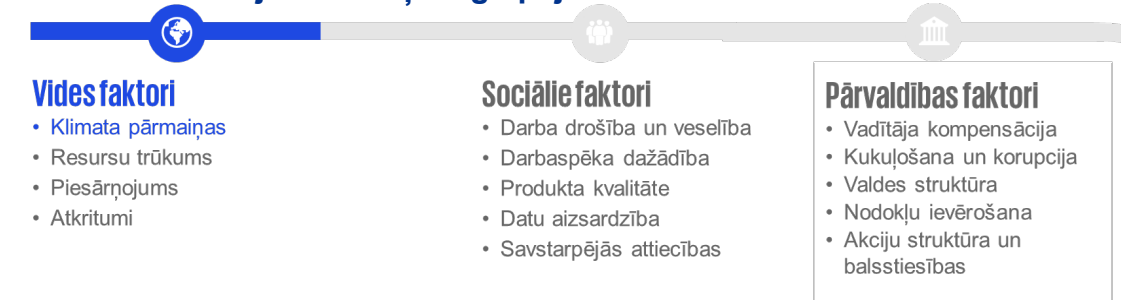 Vides faktori
• Klimata pārmaiņas
• Resursu trūkums
• Piesārņojums
• Atkritumi
Sociālie faktori
• Darba drošība un veselība
• Darbaspēka dažādība
• Produkta kvalitāte
• Datu aizsardzība
• Savstarpējās attiecības
Pārvaldības faktori
• Vadītāja kompensācija
• Kukuļošana un korupcija
• Valdes struktūra
• Nodokļu ievērošana
• Akciju struktūra un
balsstiesības